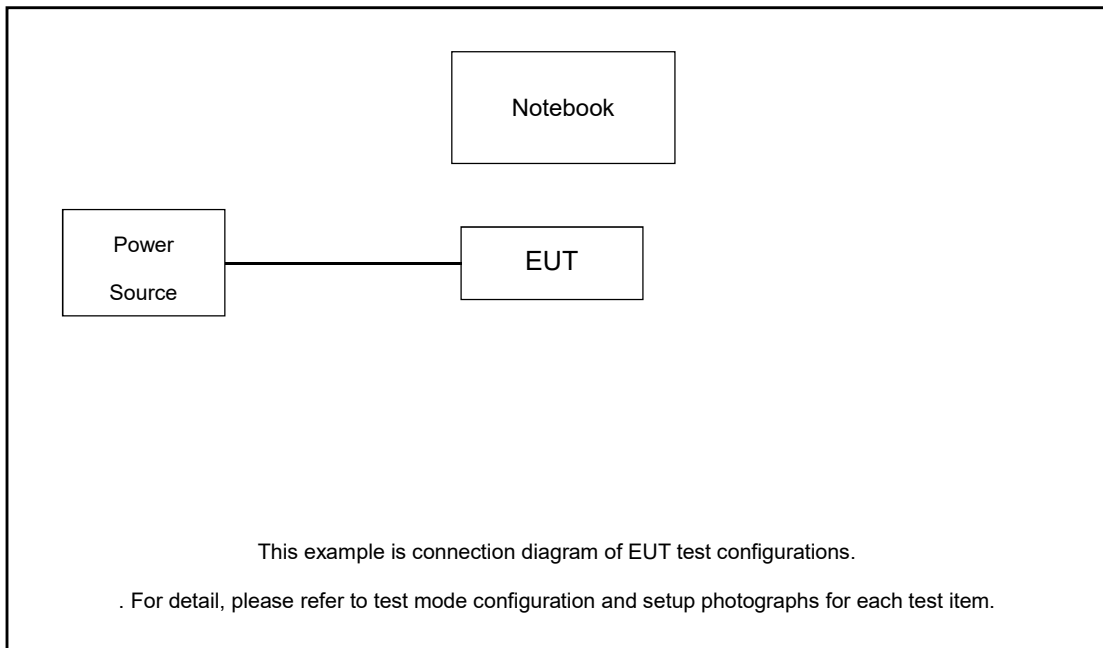 Notebook
Power
Source
EUT
This example is connection diagram of EUT test configurations.
. For detail, please refer to test mode configuration and setup photographs for each test item.